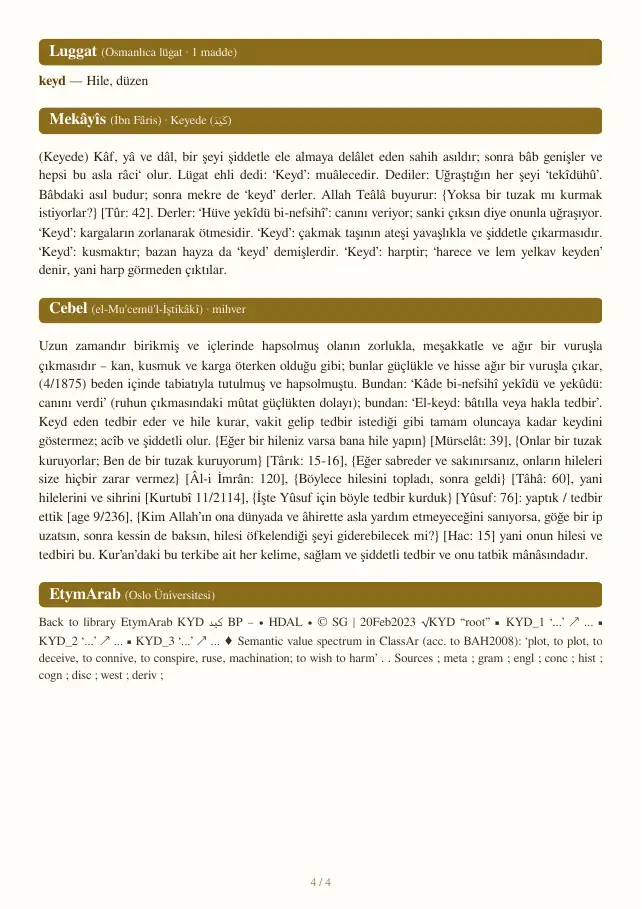 Luggat (Osmanlıca lügat · 1 madde)
keyd — Hile, düzen
Mekâyîs (İbn Fâris) · Keyede (كَيَدَ)
(Keyede) Kâf, yâ ve dâl, bir şeyi şiddetle ele almaya delâlet eden sahih asıldır; sonra bâb genişler ve
hepsi bu asla râci‘ olur. Lügat ehli dedi: ‘Keyd’: muâlecedir. Dediler: Uğraştığın her şeyi ‘tekîdühû’.
Bâbdaki asıl budur; sonra mekre de ‘keyd’ derler. Allah Teâlâ buyurur: {Yoksa bir tuzak mı kurmak
istiyorlar?} [Tûr: 42]. Derler: ‘Hüve yekîdü bi-nefsihî’: canını veriyor; sanki çıksın diye onunla uğraşıyor.
‘Keyd’: kargaların zorlanarak ötmesidir. ‘Keyd’: çakmak taşının ateşi yavaşlıkla ve şiddetle çıkarmasıdır.
‘Keyd’: kusmaktır; bazan hayza da ‘keyd’ demişlerdir. ‘Keyd’: harptir; ‘harece ve lem yelkav keyden’
denir, yani harp görmeden çıktılar.
Cebel (el-Mu'cemü'l-İştikâkî) · mihver
Uzun zamandır birikmiş ve içlerinde hapsolmuş olanın zorlukla, meşakkatle ve ağır bir vuruşla
çıkmasıdır – kan, kusmuk ve karga öterken olduğu gibi; bunlar güçlükle ve hisse ağır bir vuruşla çıkar,
(4/1875) beden içinde tabiatıyla tutulmuş ve hapsolmuştu. Bundan: ‘Kâde bi-nefsihî yekîdü ve yekûdü:
canını verdi’ (ruhun çıkmasındaki mûtat güçlükten dolayı); bundan: ‘El-keyd: bâtılla veya hakla tedbir’.
Keyd eden tedbir eder ve hile kurar, vakit gelip tedbir istediği gibi tamam oluncaya kadar keydini
göstermez; acîb ve şiddetli olur. {Eğer bir hileniz varsa bana hile yapın} [Mürselât: 39], {Onlar bir tuzak
kuruyorlar; Ben de bir tuzak kuruyorum} [Târık: 15-16], {Eğer sabreder ve sakınırsanız, onların hileleri
size hiçbir zarar vermez} [Âl-i İmrân: 120], {Böylece hilesini topladı, sonra geldi} [Tâhâ: 60], yani
hilelerini ve sihrini [Kurtubî 11/2114], {İşte Yûsuf için böyle tedbir kurduk} [Yûsuf: 76]: yaptık / tedbir
ettik [age 9/236], {Kim Allah’ın ona dünyada ve âhirette asla yardım etmeyeceğini sanıyorsa, göğe bir ip
uzatsın, sonra kessin de baksın, hilesi öfkelendiği şeyi giderebilecek mi?} [Hac: 15] yani onun hilesi ve
tedbiri bu. Kur’an’daki bu terkibe ait her kelime, sağlam ve şiddetli tedbir ve onu tatbik mânâsındadır.
EtymArab (Oslo Üniversitesi)
Back to library EtymArab KYD كيد BP – • HDAL • © SG | 20Feb2023 √KYD “root” ▪ KYD_1 ‘...’ ↗ ... ▪
KYD_2 ‘...’ ↗ ... ▪ KYD_3 ‘...’ ↗ ... ♦ Semantic value spectrum in ClassAr (acc. to BAH2008): ‘plot, to plot, to
deceive, to connive, to conspire, ruse, machination; to wish to harm’ . . Sources ; meta ; gram ; engl ; conc ; hist ;
cogn ; disc ; west ; deriv ;
4 / 4